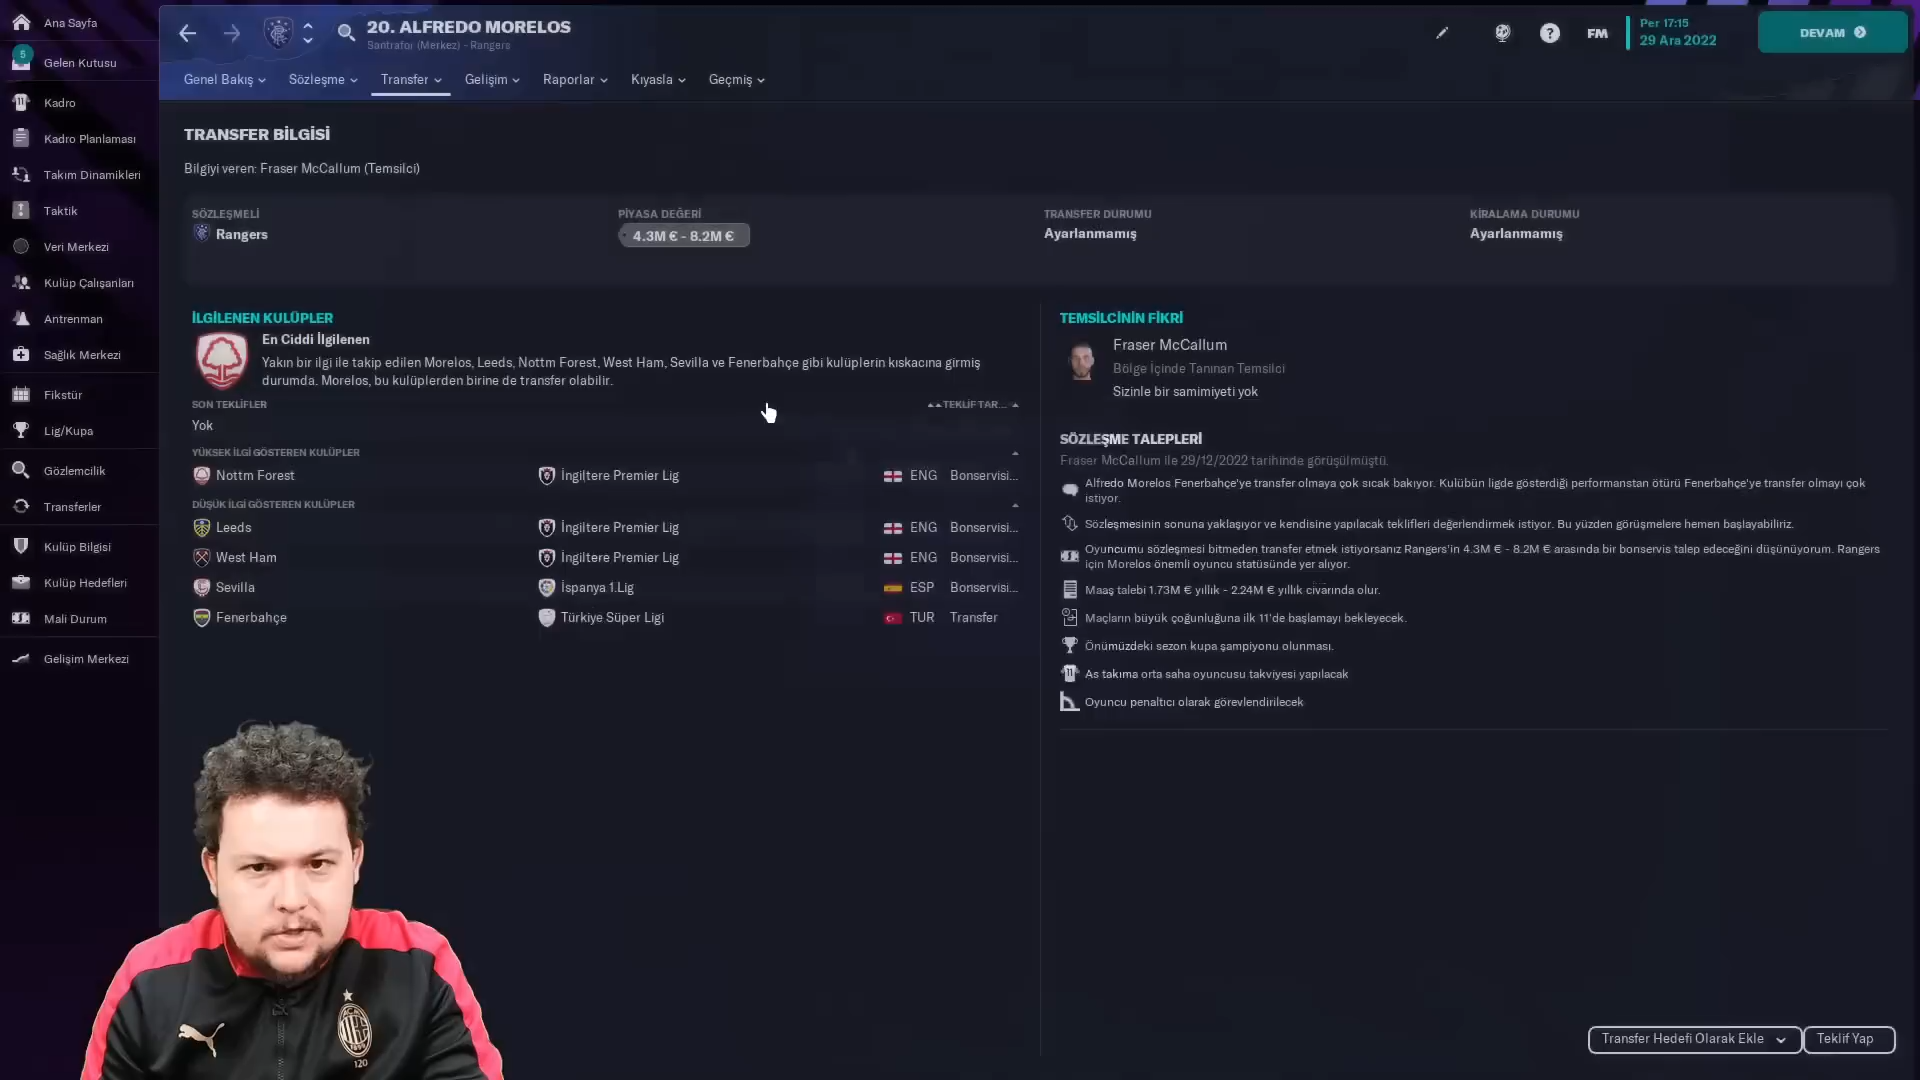 Ana Sayfa
5
Gelen Kutusu
Kadro
Kadro Planlaması
Takım Dinamikleri
Taktik
Veri Merkezi
Kulüp Çalışanları
Antrenman
Sağlık Merkezi
Fikstür
Lig/Kupa
Gözlemcilik
Transferler
Kulüp Bilgisi
Kulüp Hedefleri
Mali Durum
Gelişim Merkezi
20. ALFREDO MORELOS
Santrafor (Merkez) - Rangers
FM
Per 17:15
29 Ara 2022
DEVAM
Genel Bakış
Sözleşme
Transfer
Gelişim
Raporlar
Kıyasla
Geçmiş
TRANSFER BİLGİSİ
Bilgiyi veren: Fraser McCallum (Temsilci)
SÖZLEŞMELİ
Rangers
PİYASA DEĞERİ
4.3M € - 8.2M €
TRANSFER DURUMU
Ayarlanmamış
KİRALAMA DURUMU
Ayarlanmamış
İLGİLENEN KULÜPLER
En Ciddi İlgilenen
Yakın bir ilgi ile takip edilen Morelos, Leeds, Nottm Forest, West Ham, Sevilla ve Fenerbahçe gibi kulüplerin kıskacına girmiş
durumda. Morelos, bu kulüplerden birine de transfer olabilir.
SON TEKLİFLER
TEKLİF TAR...
Yok
YÜKSEK İLGİ GÖSTEREN KULÜPLER
Nottm Forest İngiltere Premier Lig ENG Bonservisi...
DÜŞÜK İLGİ GÖSTEREN KULÜPLER
Leeds İngiltere Premier Lig ENG Bonservisi...
West Ham İngiltere Premier Lig ENG Bonservisi...
Sevilla İspanya 1.Lig ESP Bonservisi...
Fenerbahçe Türkiye Süper Ligi TUR Transfer
TEMSİLCİNİN FİKRİ
Fraser McCallum
Bölge İçinde Tanınan Temsilci
Sizinle bir samimiyeti yok
SÖZLEŞME TALEPLERİ
Fraser McCallum ile 29/12/2022 tarihinde görüşülmüştü.
Alfredo Morelos Fenerbahçe'ye transfer olmaya çok sıcak bakıyor. Kulübün ligde gösterdiği performanstan ötürü Fenerbahçe'ye transfer olmayı çok
istiyor.
Sözleşmesinin sonuna yaklaşıyor ve kendisine yapılacak teklifleri değerlendirmek istiyor. Bu yüzden görüşmelere hemen başlayabiliriz.
Oyuncumu sözleşmesi bitmeden transfer etmek istiyorsanız Rangers'in 4.3M € - 8.2M € arasında bir bonservis talep edeceğini düşünüyorum. Rangers
için Morelos önemli oyuncu statüsünde yer alıyor.
Maaş talebi 1.73M € yıllık - 2.24M € yıllık civarında olur.
Maçların büyük çoğunluğuna ilk 11'de başlamayı bekleyecek.
Önümüzdeki sezon kupa şampiyonu olunması.
As takıma orta saha oyuncusu takviyesi yapılacak
Oyuncu penaltıcı olarak görevlendirilecek
Transfer Hedefi Olarak Ekle
Teklif Yap
ACM
1899
120